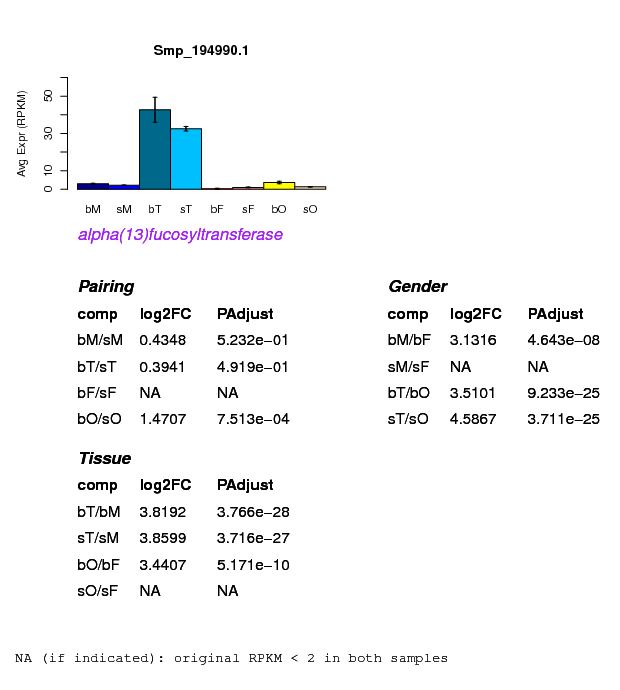 Smp_194990.1
Avg Expr (RPKM)
50
30
10
0
bM sM bT sT bF sF bO sO
alpha(13)fucosyltransferase
Pairing
comp log2FC PAdjust
bM/sM 0.4348 5.232e−01
bT/sT 0.3941 4.919e−01
bF/sF NA NA
bO/sO 1.4707 7.513e−04
Gender
comp log2FC PAdjust
bM/bF 3.1316 4.643e−08
sM/sF NA NA
bT/bO 3.5101 9.233e−25
sT/sO 4.5867 3.711e−25
Tissue
comp log2FC PAdjust
bT/bM 3.8192 3.766e−28
sT/sM 3.8599 3.716e−27
bO/bF 3.4407 5.171e−10
sO/sF NA NA
NA (if indicated): original RPKM < 2 in both samples